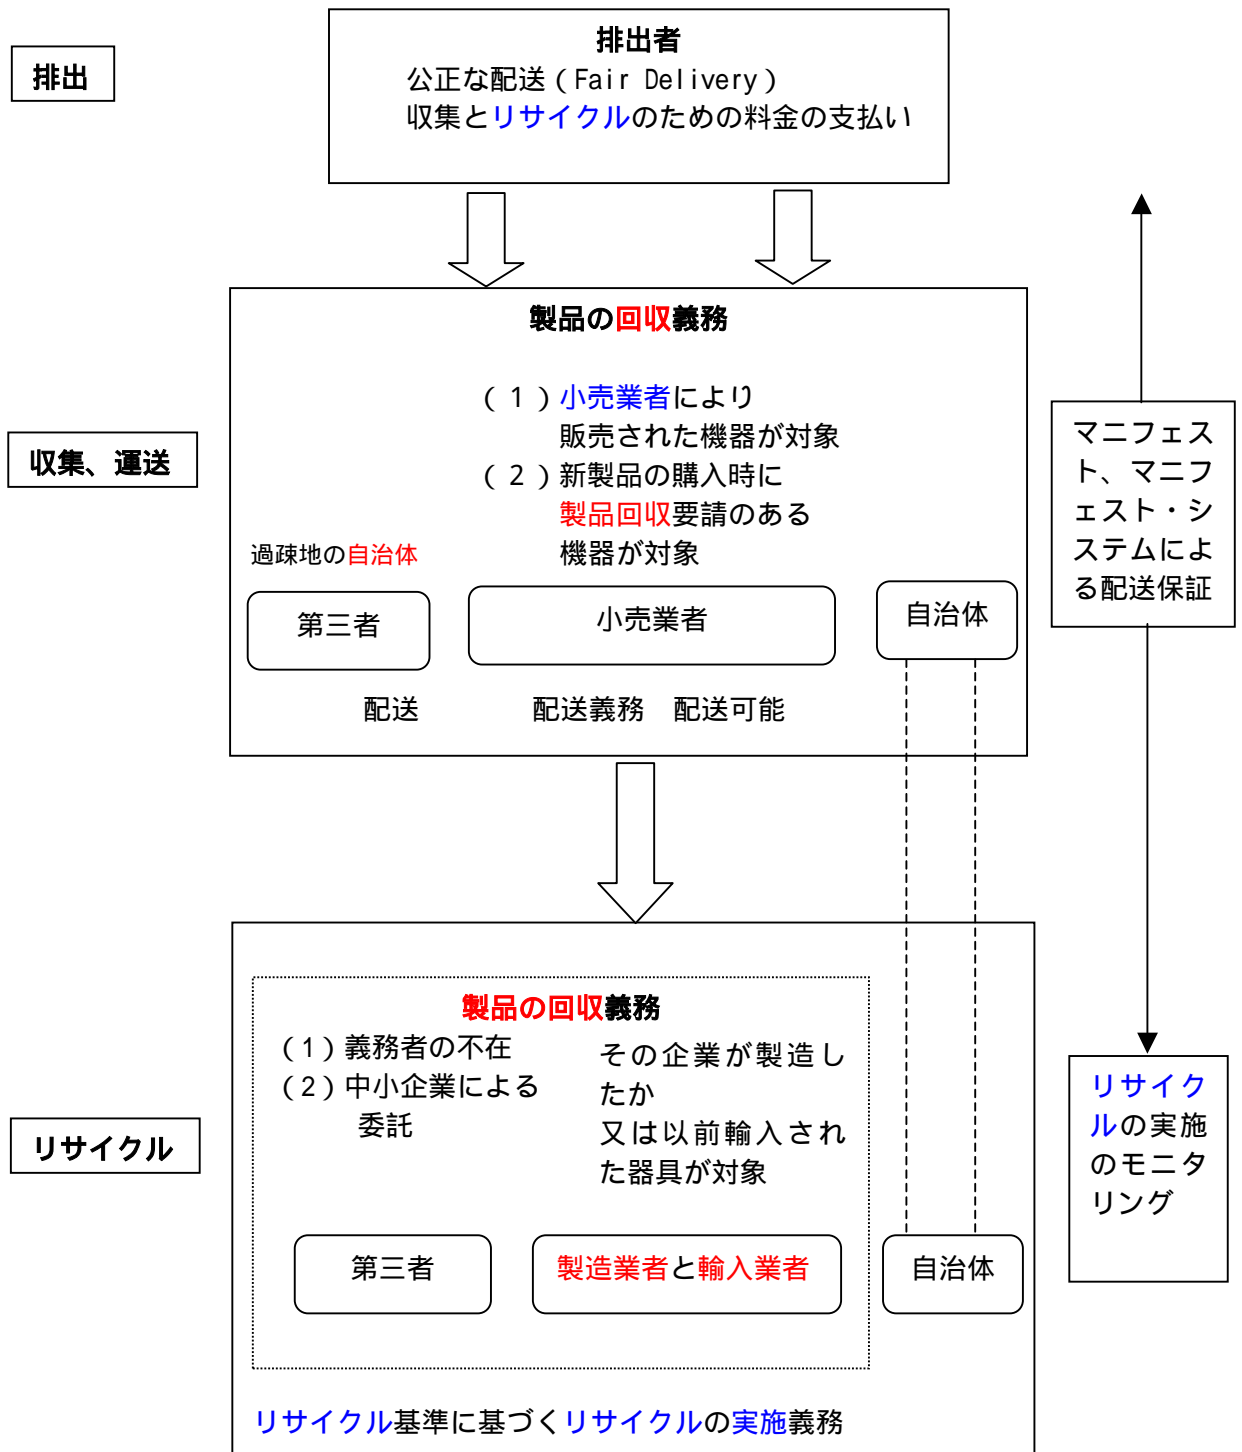 排出
排出者
公正な配送（Fair Delivery）
収集とリサイクルのための料金の支払い
製品の回収義務
収集、運送
（１）小売業者により
販売された機器が対象
（２）新製品の購入時に
製品回収要請のある
機器が対象
過疎地の自治体
第三者
小売業者
自治体
配送
配送義務　配送可能
マニフェス
ト、マニフ
ェスト・シ
ステムによ
る配送保証
リサイクル
製品の回収義務
（1）義務者の不在
（2）中小企業による
委託
その企業が製造し
たか
又は以前輸入され
た器具が対象
第三者
製造業者と輸入業者
自治体
リサイク
ルの実施
のモニタ
リング
リサイクル基準に基づくリサイクルの実施義務